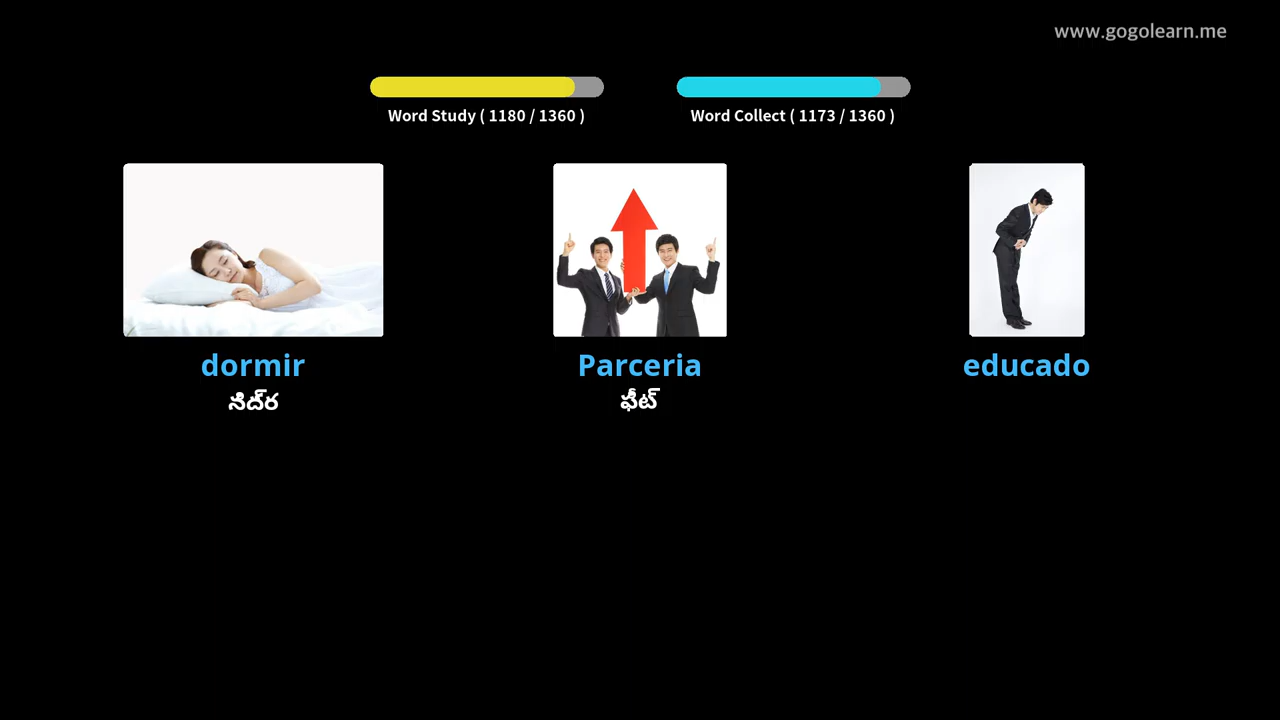 www.gogolearn.me
Word Study ( 1180 / 1360 )
Word Collect ( 1173 / 1360 )
dormir
Parceria
educado
నిద్ర
ఫీట్